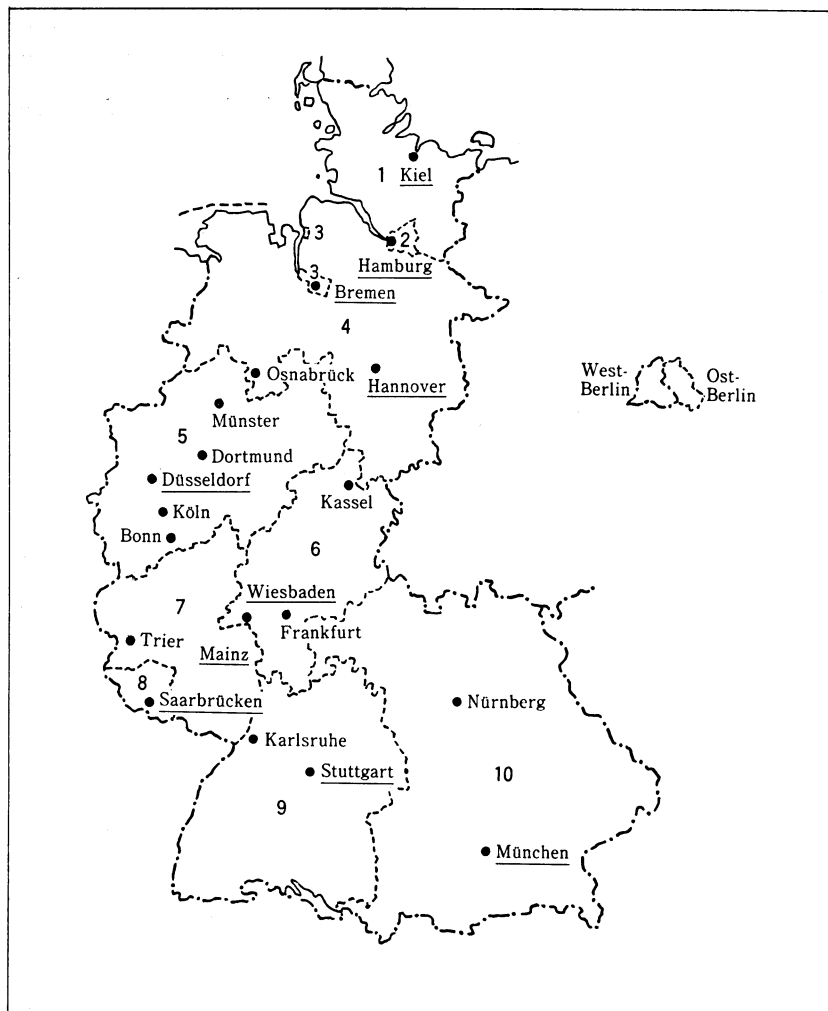 1
Kiel
3
2
Hamburg
3
Bremen
4
Osnabrück
Hannover
West-
Berlin
Ost-
Berlin
Münster
5
Dortmund
Düsseldorf
Kassel
Köln
Bonn
6
7
Wiesbaden
Frankfurt
Trier
Mainz
8
Saarbrücken
Nürnberg
Karlsruhe
Stuttgart
10
9
München